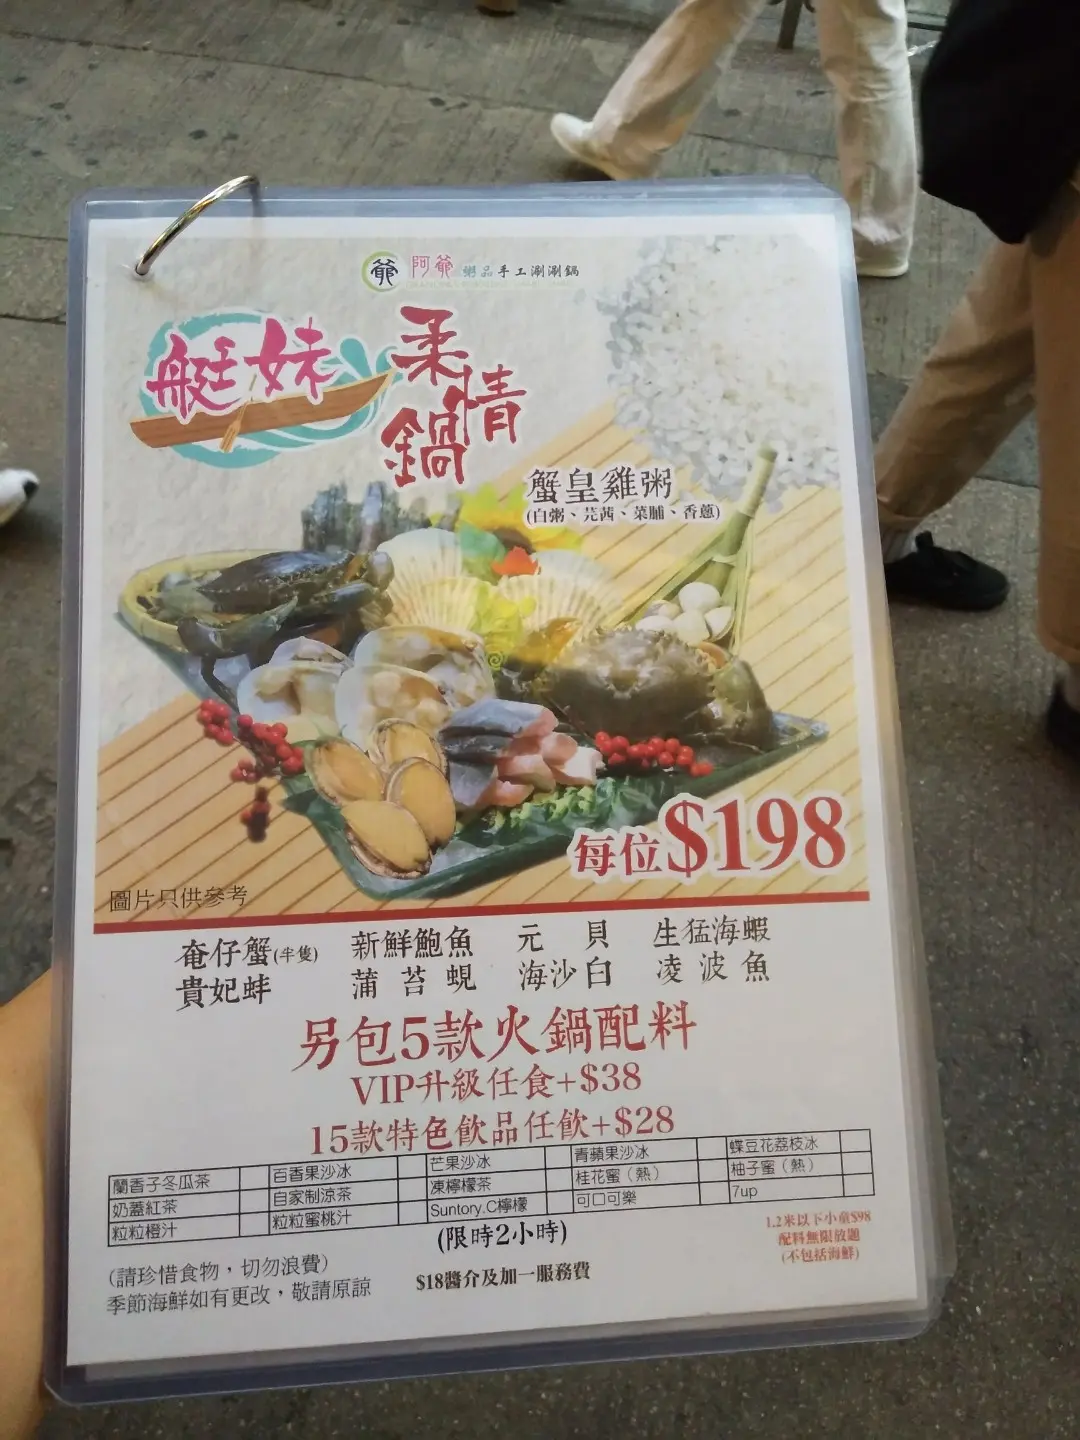 爺 阿爺粥品手工涮涮鍋
艇妹
柔情鍋
蟹皇雞粥
(白粥、芫茜、菜脯、香蔥)
每位$198
圖片只供參考
奄仔蟹(半隻) 新鮮鮑魚 元貝 生猛海蝦
貴妃蚌 蒲苔蜆 海沙白 凌波魚
另包5款火鍋配料
VIP升級任食+$38
15款特色飲品任飲+$28
蘭香子冬瓜茶 百香果沙冰 芒果沙冰 青蘋果沙冰 蝶豆花荔枝冰
奶蓋紅茶 自家制涼茶 凍檸檬茶 桂花蜜（熱） 柚子蜜（熱）
粒粒橙汁 粒粒蜜桃汁 Suntory.C檸檬 可口可樂 7up
(限時2小時)
1.2米以下小童$98
配料無限放題
(不包括海鮮)
(請珍惜食物，切勿浪費)
季節海鮮如有更改，敬請原諒
$18醬介及加一服務費